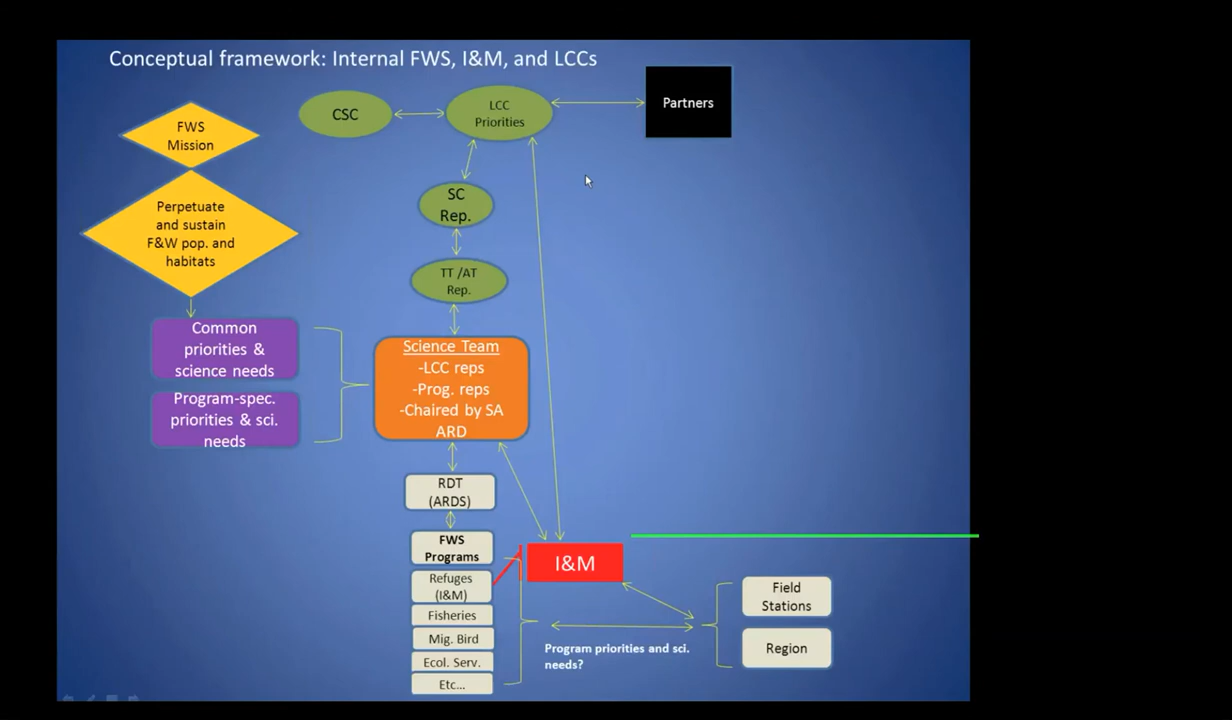 Conceptual framework: Internal FWS, I&M, and LCCs
FWS
Mission
Perpetuate
and sustain
F&W pop. and
habitats
Common
priorities &
science needs
Program-spec.
priorities & sci.
needs
CSC
LCC
Priorities
Partners
SC
Rep.
TT /AT
Rep.
Science Team
-LCC reps
-Prog. reps
-Chaired by SA
ARD
RDT
(ARDS)
FWS
Programs
Refuges
(I&M)
Fisheries
Mig. Bird
Ecol. Serv.
Etc...
I&M
Program priorities and sci.
needs?
Field
Stations
Region